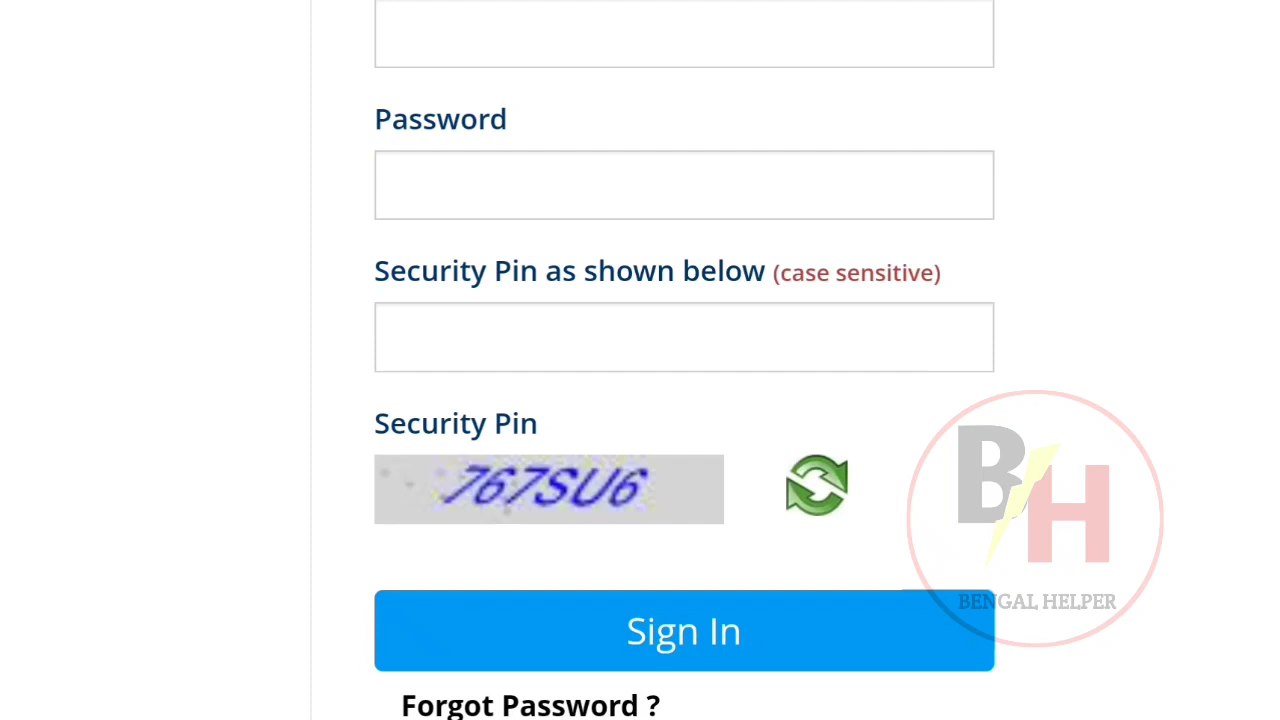 Password
Security Pin as shown below (case sensitive)
Security Pin
767SU6
BH
BENGAL HELPER
Sign In
Forgot Password ?